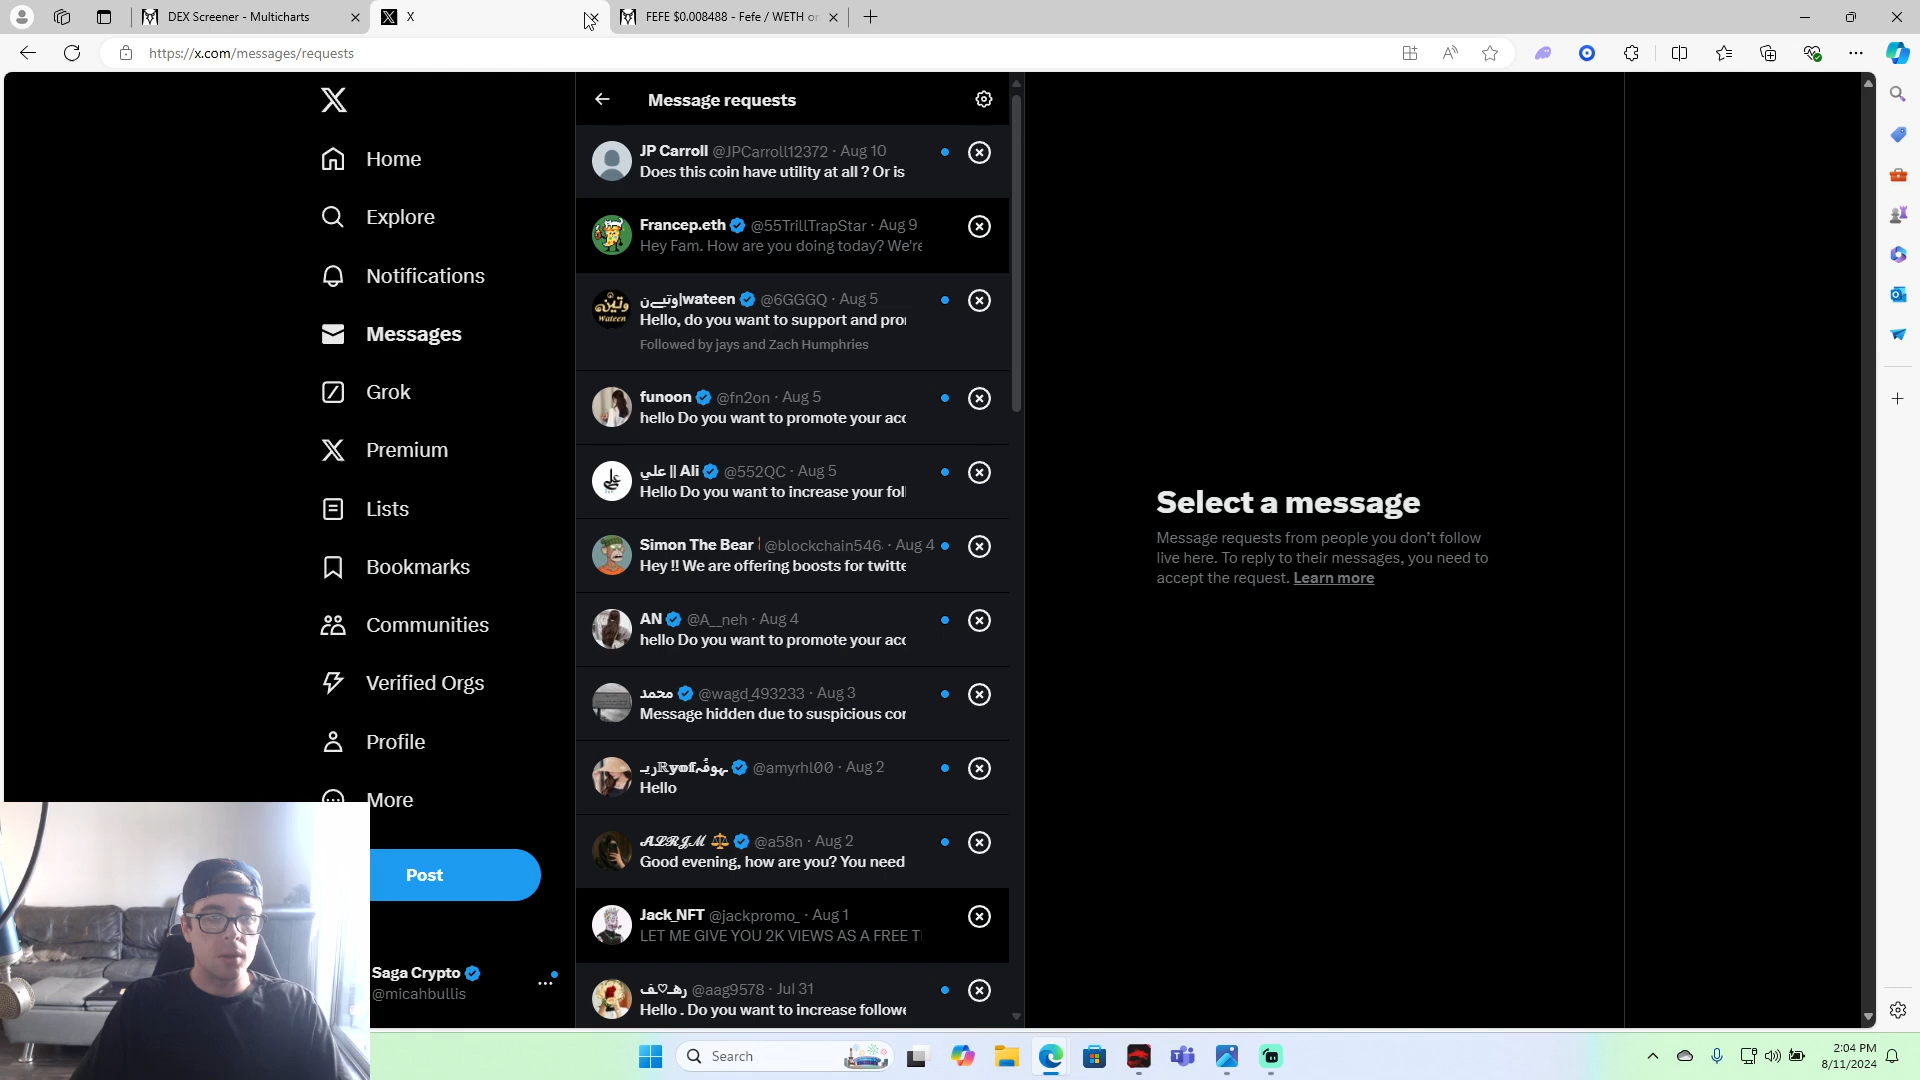 DEX Screener - Multicharts
X
FEFE $0.008488 - Fefe / WETH on
https://x.com/messages/requests
Home
Explore
Notifications
Messages
Grok
Premium
Lists
Bookmarks
Communities
Verified Orgs
Profile
More
Post
Saga Crypto
@micahbullis
Message requests
JP Carroll @JPCarroll12372 · Aug 10
Does this coin have utility at all ? Or is
Francep.eth @55TrillTrapStar · Aug 9
Hey Fam. How are you doing today? We're
wateen @6GGGQ · Aug 5
Hello, do you want to support and pro
Followed by jays and Zach Humphries
funoon @fn2on · Aug 5
hello Do you want to promote your acc
علي || Ali @552QC · Aug 5
Hello Do you want to increase your fol
Simon The Bear @blockchain546 · Aug 4
Hey !! We are offering boosts for twitte
AN @A__neh · Aug 4
hello Do you want to promote your acc
محمد @wagd_493233 · Aug 3
Message hidden due to suspicious cor
@amyrhl00 · Aug 2
Hello
𝓐𝓛𝓡𝓙𝓜 @a58n · Aug 2
Good evening, how are you? You need
Jack_NFT @jackpromo_ · Aug 1
LET ME GIVE YOU 2K VIEWS AS A FREE T
@aag9578 · Jul 31
Hello . Do you want to increase followe
Select a message
Message requests from people you don't follow
live here. To reply to their messages, you need to
accept the request. Learn more
Search
2:04 PM
8/11/2024